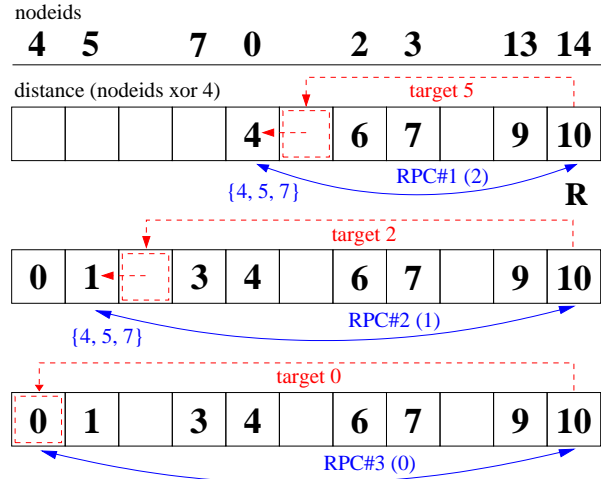 nodeids
4 5 7 0 2 3 13 14
distance (nodeids xor 4)
target 5
4 6 7 9 10
RPC#1 (2)
{4, 5, 7}
R
target 2
0 1 3 4 6 7 9 10
RPC#2 (1)
{4, 5, 7}
target 0
0 1 3 4 6 7 9 10
RPC#3 (0)